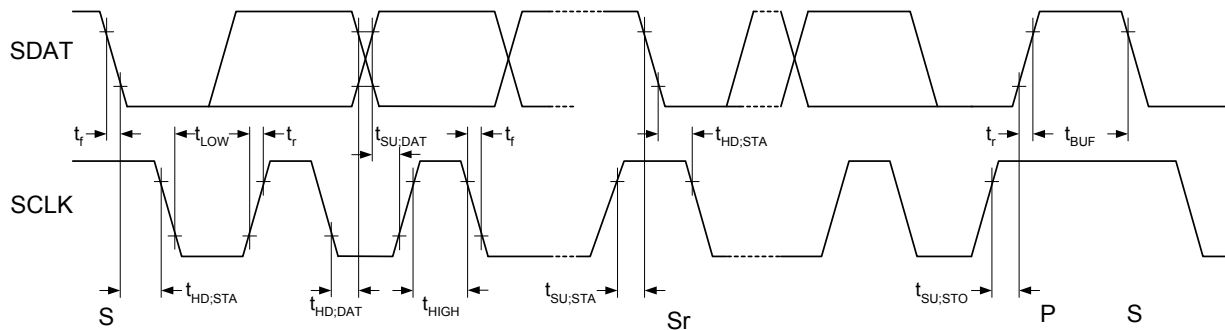 SDAT
t_f t_LOW t_r t_SU;DAT t_f t_HD;STA t_r t_BUF
SCLK
t_HD;STA t_HD;DAT t_HIGH t_SU;STA t_SU;STO
S Sr P S